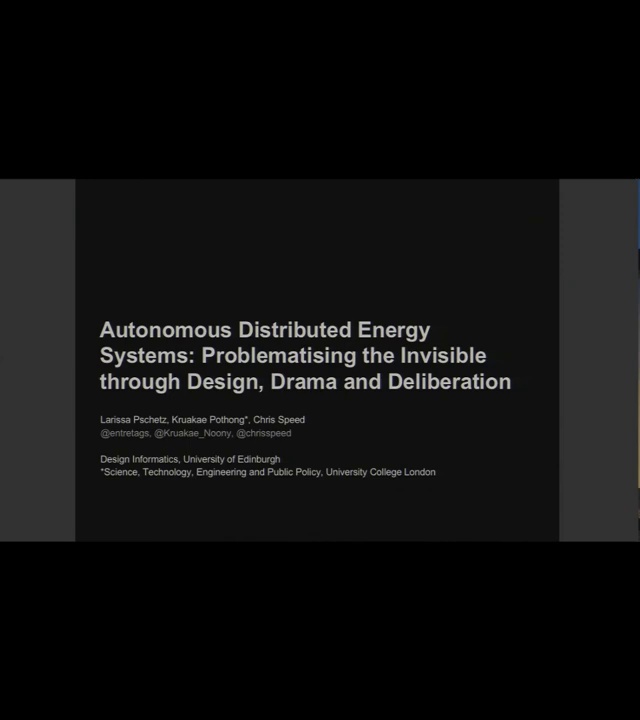 Autonomous Distributed Energy
Systems: Problematising the Invisible
through Design, Drama and Deliberation
Larissa Pschetz, Kruakae Pothong*, Chris Speed
@entretags, @Kruakae_Noony, @chrisspeed
Design Informatics, University of Edinburgh
*Science, Technology, Engineering and Public Policy, University College London